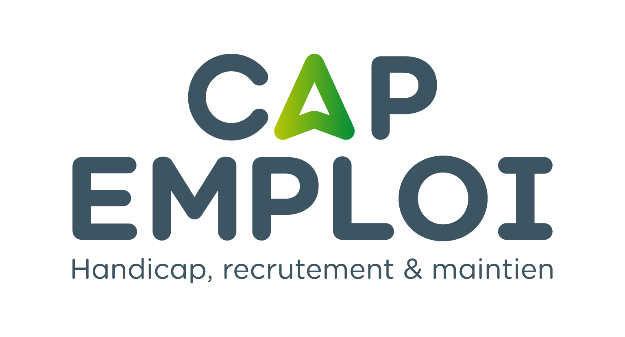 CAP
EMPLOI
Handicap, recrutement & maintien